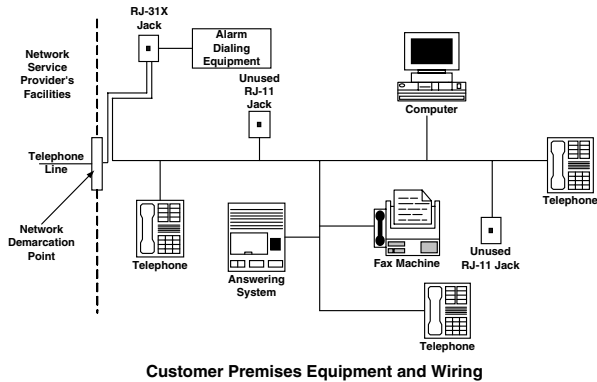 RJ-31X
Jack
Alarm
Dialing
Equipment
Network
Service
Provider's
Facilities
Unused
RJ-11
Jack
Computer
Telephone
Line
Telephone
Network
Demarcation
Point
Telephone
Answering
System
Fax Machine
Unused
RJ-11 Jack
Telephone
Customer Premises Equipment and Wiring